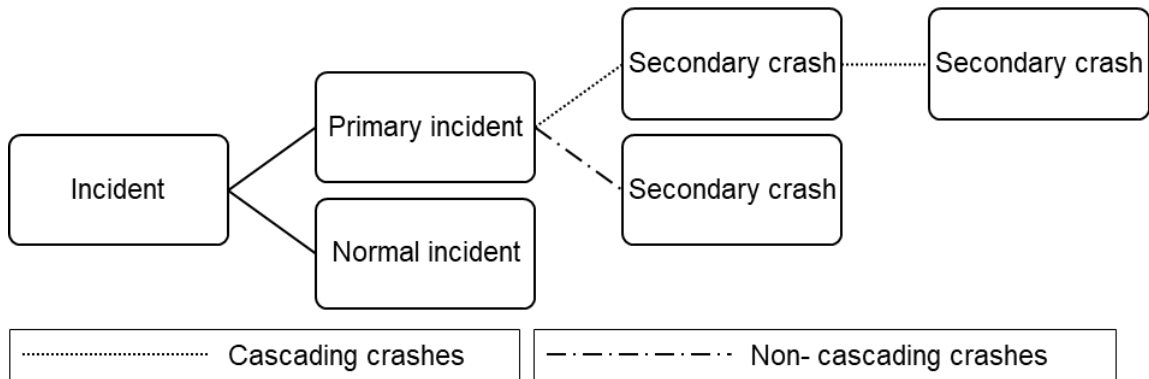 Secondary crash
Secondary crash
Primary incident
Incident
Secondary crash
Normal incident
Cascading crashes
Non- cascading crashes